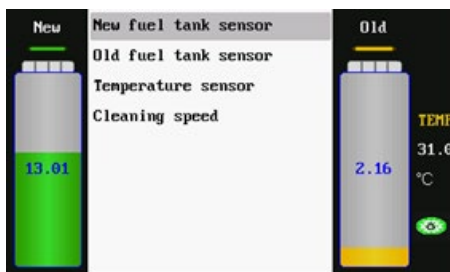 New
New fuel tank sensor
Old fuel tank sensor
Temperature sensor
Cleaning speed
13.01
Old
2.16
°C